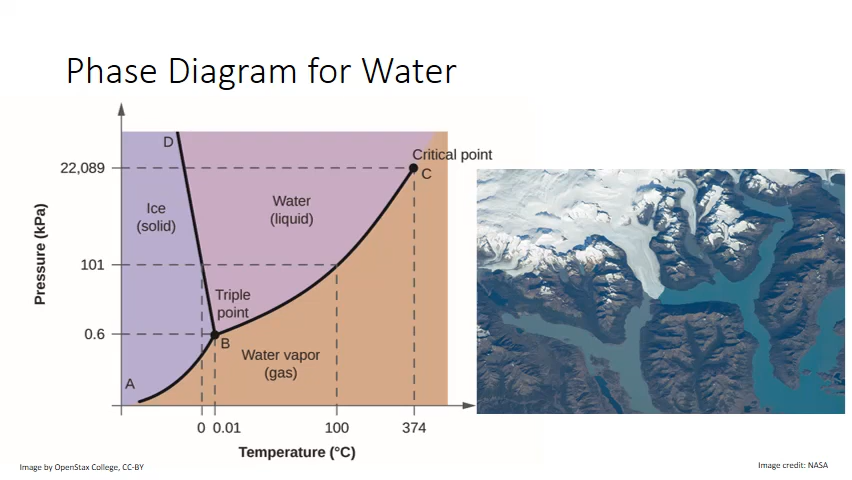 Phase Diagram for Water
D
22,089
Critical point
C
Ice
(solid)
Water
(liquid)
Pressure (kPa)
101
Triple
point
0.6
B
Water vapor
(gas)
A
0 0.01 100 374
Temperature (°C)
Image by OpenStax College, CC-BY
Image credit: NASA